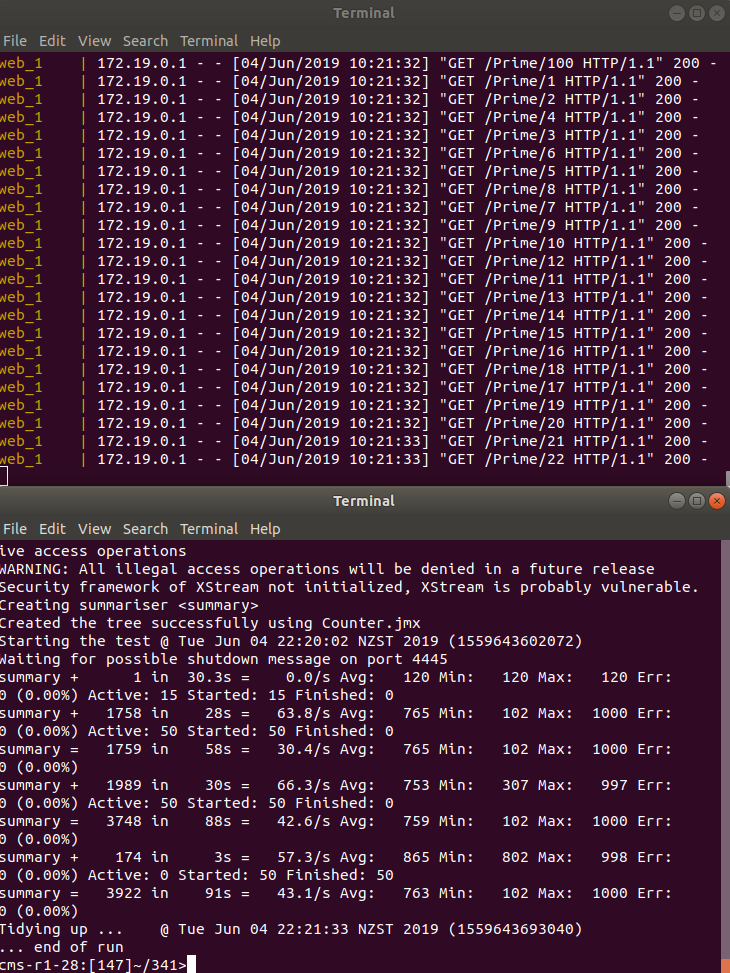 Terminal
File Edit View Search Terminal Help
web_1 | 172.19.0.1 - - [04/Jun/2019 10:21:32] "GET /Prime/100 HTTP/1.1" 200 -
web_1 | 172.19.0.1 - - [04/Jun/2019 10:21:32] "GET /Prime/1 HTTP/1.1" 200 -
web_1 | 172.19.0.1 - - [04/Jun/2019 10:21:32] "GET /Prime/2 HTTP/1.1" 200 -
web_1 | 172.19.0.1 - - [04/Jun/2019 10:21:32] "GET /Prime/4 HTTP/1.1" 200 -
web_1 | 172.19.0.1 - - [04/Jun/2019 10:21:32] "GET /Prime/3 HTTP/1.1" 200 -
web_1 | 172.19.0.1 - - [04/Jun/2019 10:21:32] "GET /Prime/6 HTTP/1.1" 200 -
web_1 | 172.19.0.1 - - [04/Jun/2019 10:21:32] "GET /Prime/5 HTTP/1.1" 200 -
web_1 | 172.19.0.1 - - [04/Jun/2019 10:21:32] "GET /Prime/8 HTTP/1.1" 200 -
web_1 | 172.19.0.1 - - [04/Jun/2019 10:21:32] "GET /Prime/7 HTTP/1.1" 200 -
web_1 | 172.19.0.1 - - [04/Jun/2019 10:21:32] "GET /Prime/9 HTTP/1.1" 200 -
web_1 | 172.19.0.1 - - [04/Jun/2019 10:21:32] "GET /Prime/10 HTTP/1.1" 200 -
web_1 | 172.19.0.1 - - [04/Jun/2019 10:21:32] "GET /Prime/12 HTTP/1.1" 200 -
web_1 | 172.19.0.1 - - [04/Jun/2019 10:21:32] "GET /Prime/11 HTTP/1.1" 200 -
web_1 | 172.19.0.1 - - [04/Jun/2019 10:21:32] "GET /Prime/13 HTTP/1.1" 200 -
web_1 | 172.19.0.1 - - [04/Jun/2019 10:21:32] "GET /Prime/14 HTTP/1.1" 200 -
web_1 | 172.19.0.1 - - [04/Jun/2019 10:21:32] "GET /Prime/15 HTTP/1.1" 200 -
web_1 | 172.19.0.1 - - [04/Jun/2019 10:21:32] "GET /Prime/16 HTTP/1.1" 200 -
web_1 | 172.19.0.1 - - [04/Jun/2019 10:21:32] "GET /Prime/18 HTTP/1.1" 200 -
web_1 | 172.19.0.1 - - [04/Jun/2019 10:21:32] "GET /Prime/17 HTTP/1.1" 200 -
web_1 | 172.19.0.1 - - [04/Jun/2019 10:21:32] "GET /Prime/19 HTTP/1.1" 200 -
web_1 | 172.19.0.1 - - [04/Jun/2019 10:21:32] "GET /Prime/20 HTTP/1.1" 200 -
web_1 | 172.19.0.1 - - [04/Jun/2019 10:21:33] "GET /Prime/21 HTTP/1.1" 200 -
web_1 | 172.19.0.1 - - [04/Jun/2019 10:21:33] "GET /Prime/22 HTTP/1.1" 200 -
Terminal
File Edit View Search Terminal Help
ive access operations
WARNING: All illegal access operations will be denied in a future release
Security framework of XStream not initialized, XStream is probably vulnerable.
Creating summariser <summary>
Created the tree successfully using Counter.jmx
Starting the test @ Tue Jun 04 22:20:02 NZST 2019 (1559643602072)
Waiting for possible shutdown message on port 4445
summary + 1 in 30.3s = 0.0/s Avg: 120 Min: 120 Max: 120 Err:
0 (0.00%) Active: 15 Started: 15 Finished: 0
summary + 1758 in 28s = 63.8/s Avg: 765 Min: 102 Max: 1000 Err:
0 (0.00%) Active: 50 Started: 50 Finished: 0
summary = 1759 in 58s = 30.4/s Avg: 765 Min: 102 Max: 1000 Err:
0 (0.00%)
summary + 1989 in 30s = 66.3/s Avg: 753 Min: 307 Max: 997 Err:
0 (0.00%) Active: 50 Started: 50 Finished: 0
summary = 3748 in 88s = 42.6/s Avg: 759 Min: 102 Max: 1000 Err:
0 (0.00%)
summary + 174 in 3s = 57.3/s Avg: 865 Min: 802 Max: 998 Err:
0 (0.00%) Active: 0 Started: 50 Finished: 50
summary = 3922 in 91s = 43.1/s Avg: 763 Min: 102 Max: 1000 Err:
0 (0.00%)
Tidying up ... @ Tue Jun 04 22:21:33 NZST 2019 (1559643693040)
... end of run
cms-r1-28:[147]~/341>